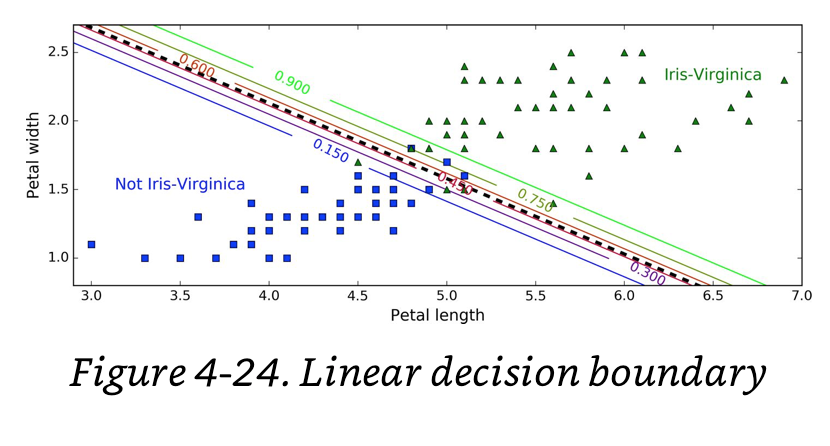 2.5
2.0
1.5
1.0
Petal width
0.600
0.900
Iris-Virginica
0.150
Not Iris-Virginica
0.450
0.750
0.300
3.0 3.5 4.0 4.5 5.0 5.5 6.0 6.5 7.0
Petal length
Figure 4-24. Linear decision boundary